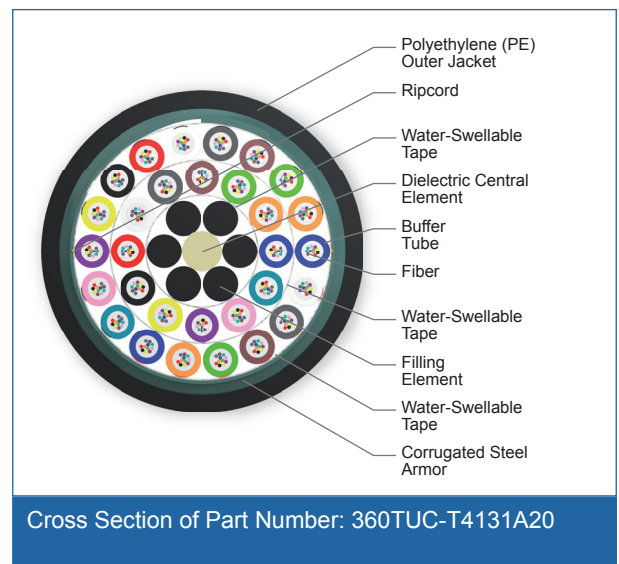 Polyethylene (PE)
Outer Jacket
Ripcord
Water-Swellable
Tape
Dielectric Central
Element
Buffer
Tube
Fiber
Water-Swellable
Tape
Filling
Element
Water-Swellable
Tape
Corrugated Steel
Armor
Cross Section of Part Number: 360TUC-T4131A20